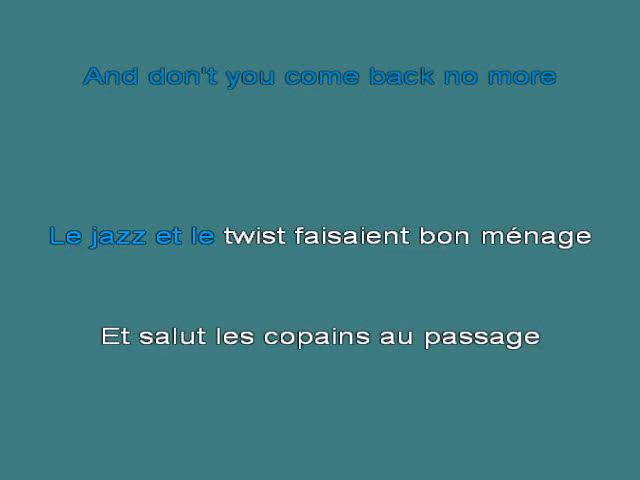 And don't you come back no more
Le jazz et le twist faisaient bon ménage
Et salut les copains au passage